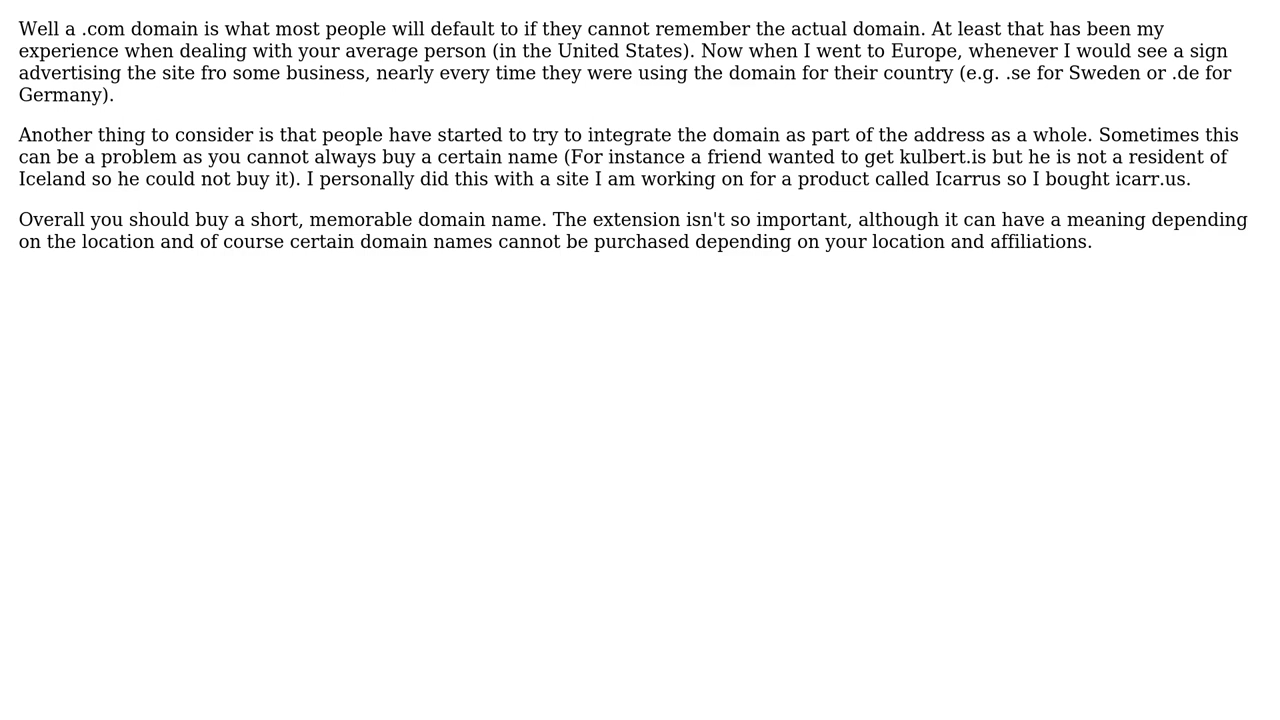 Well a .com domain is what most people will default to if they cannot remember the actual domain. At least that has been my
experience when dealing with your average person (in the United States). Now when I went to Europe, whenever I would see a sign
advertising the site fro some business, nearly every time they were using the domain for their country (e.g. .se for Sweden or .de for
Germany).
Another thing to consider is that people have started to try to integrate the domain as part of the address as a whole. Sometimes this
can be a problem as you cannot always buy a certain name (For instance a friend wanted to get kulbert.is but he is not a resident of
Iceland so he could not buy it). I personally did this with a site I am working on for a product called Icarrus so I bought icarr.us.
Overall you should buy a short, memorable domain name. The extension isn't so important, although it can have a meaning depending
on the location and of course certain domain names cannot be purchased depending on your location and affiliations.